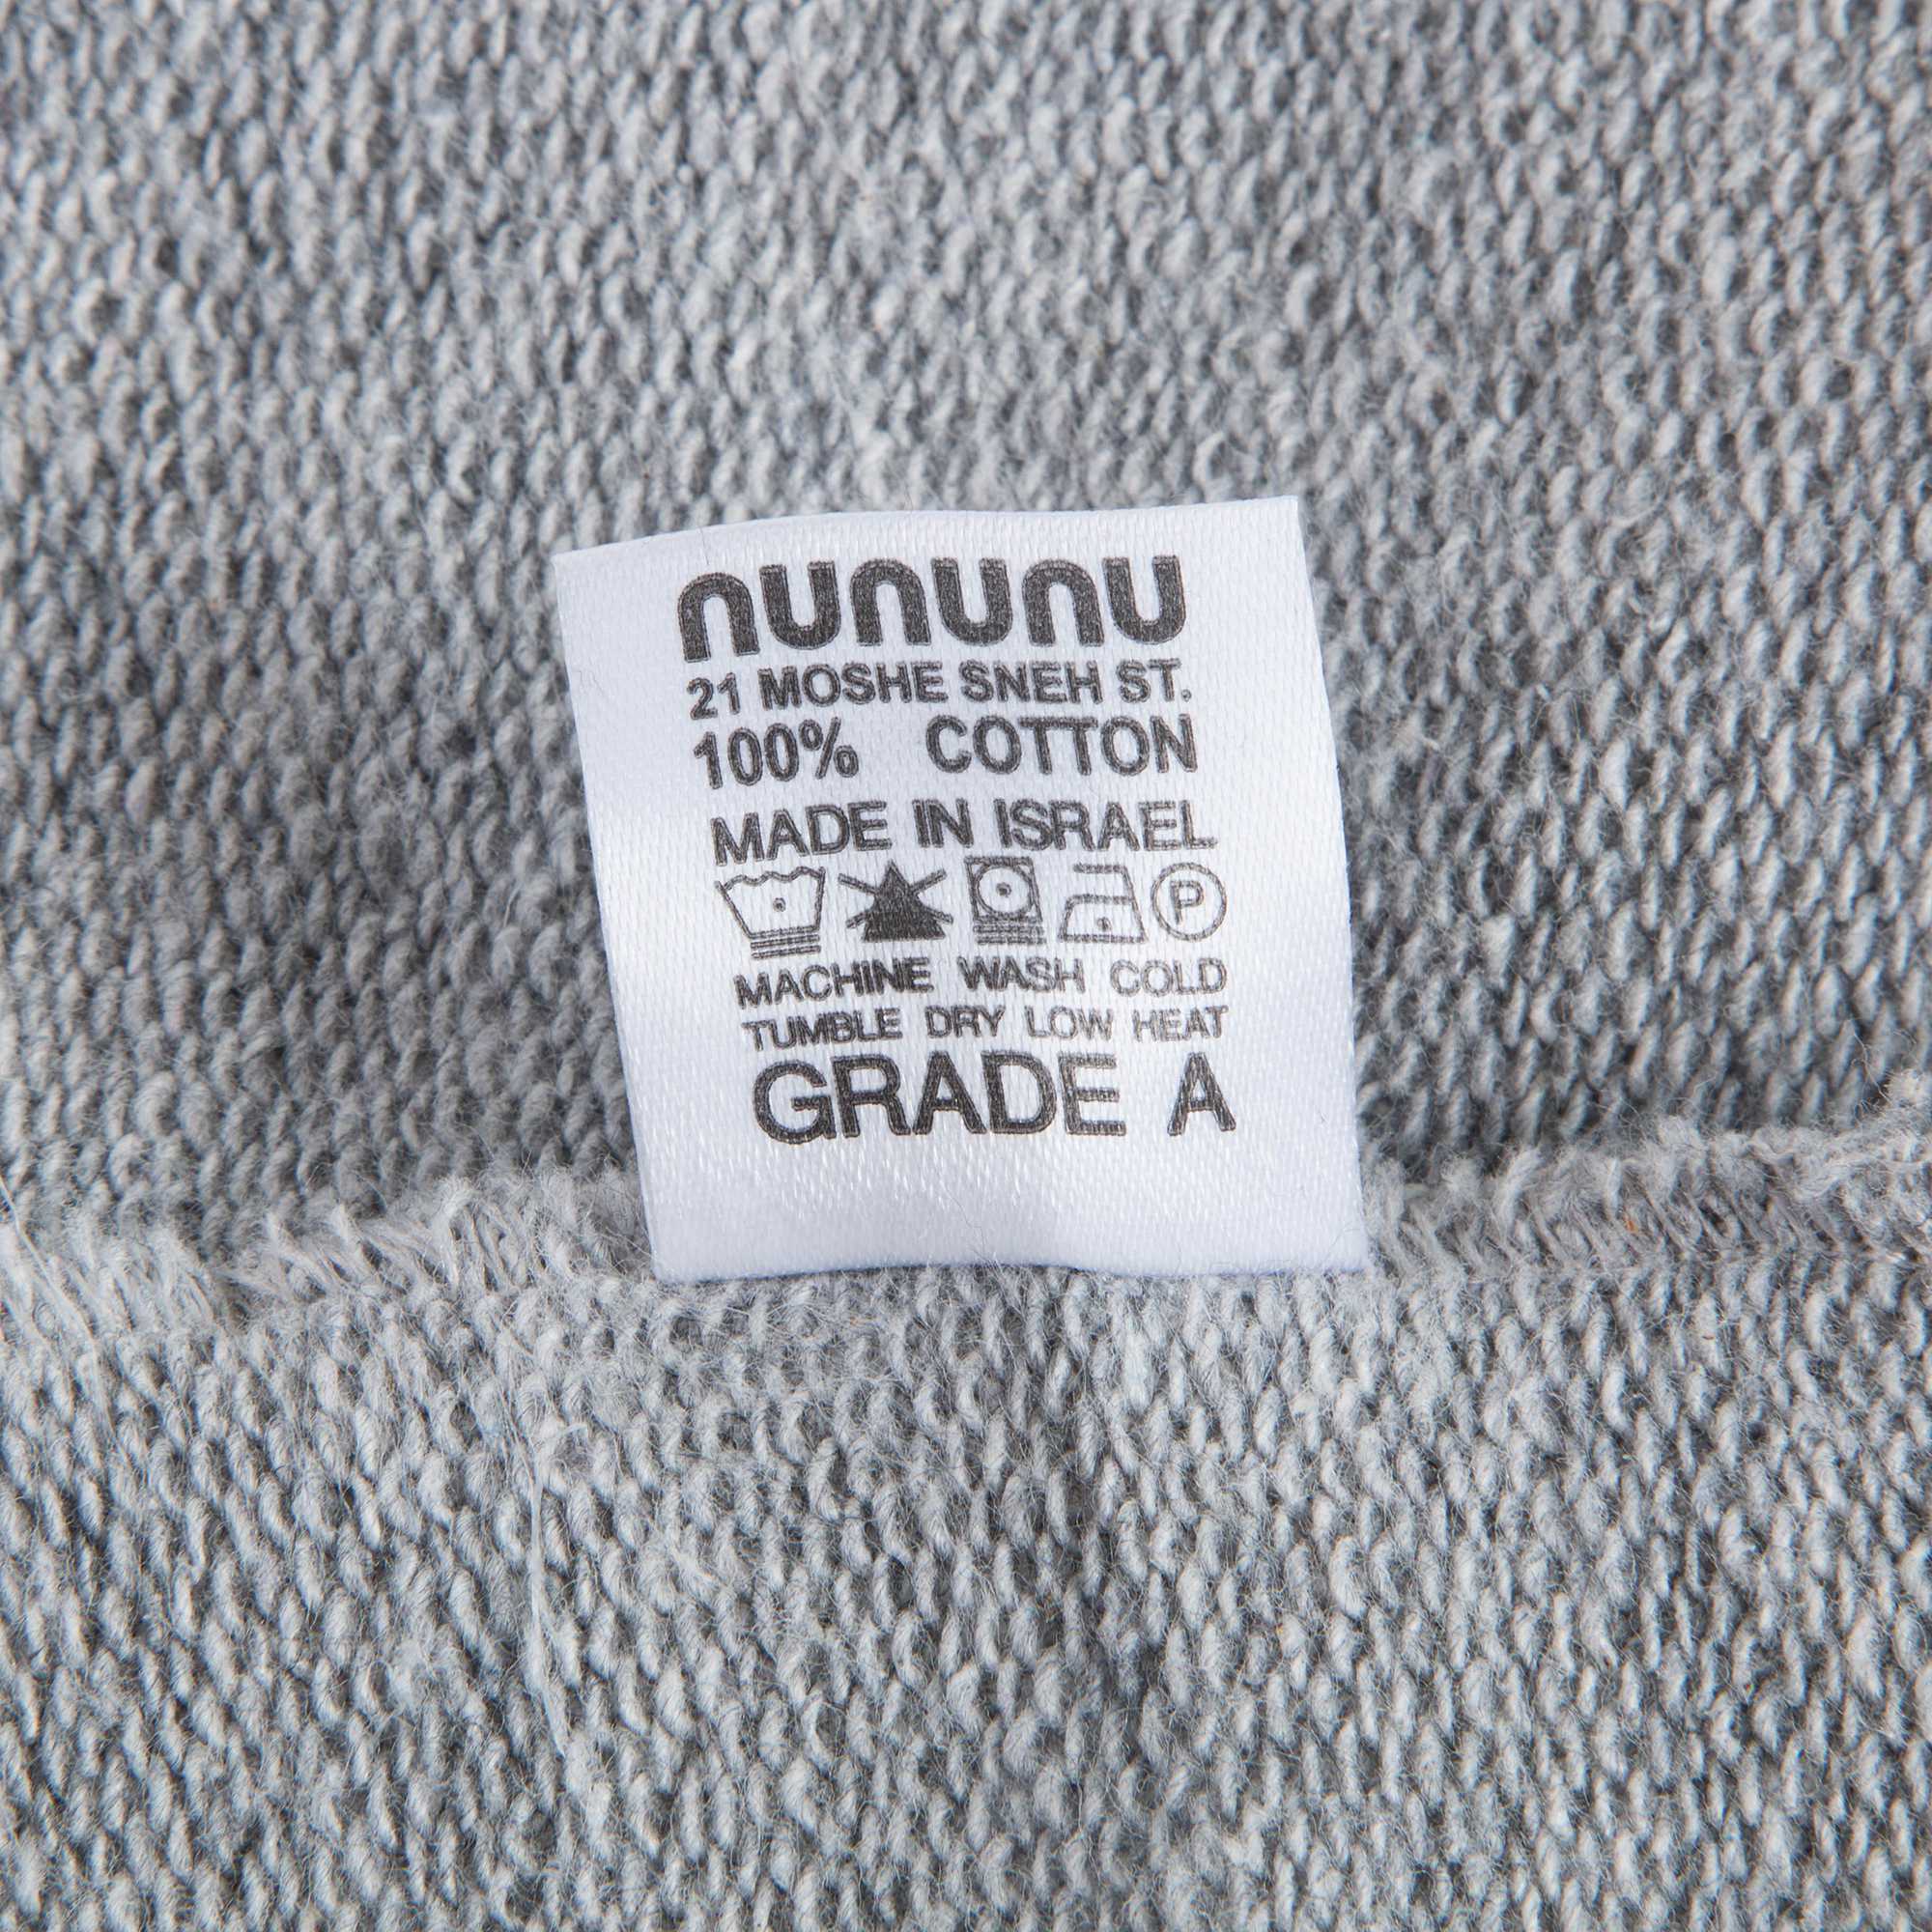 nununu
21 MOSHE SNEH ST.
100% COTTON
MADE IN ISRAEL
P
MACHINE WASH COLD
TUMBLE DRY LOW HEAT
GRADE A